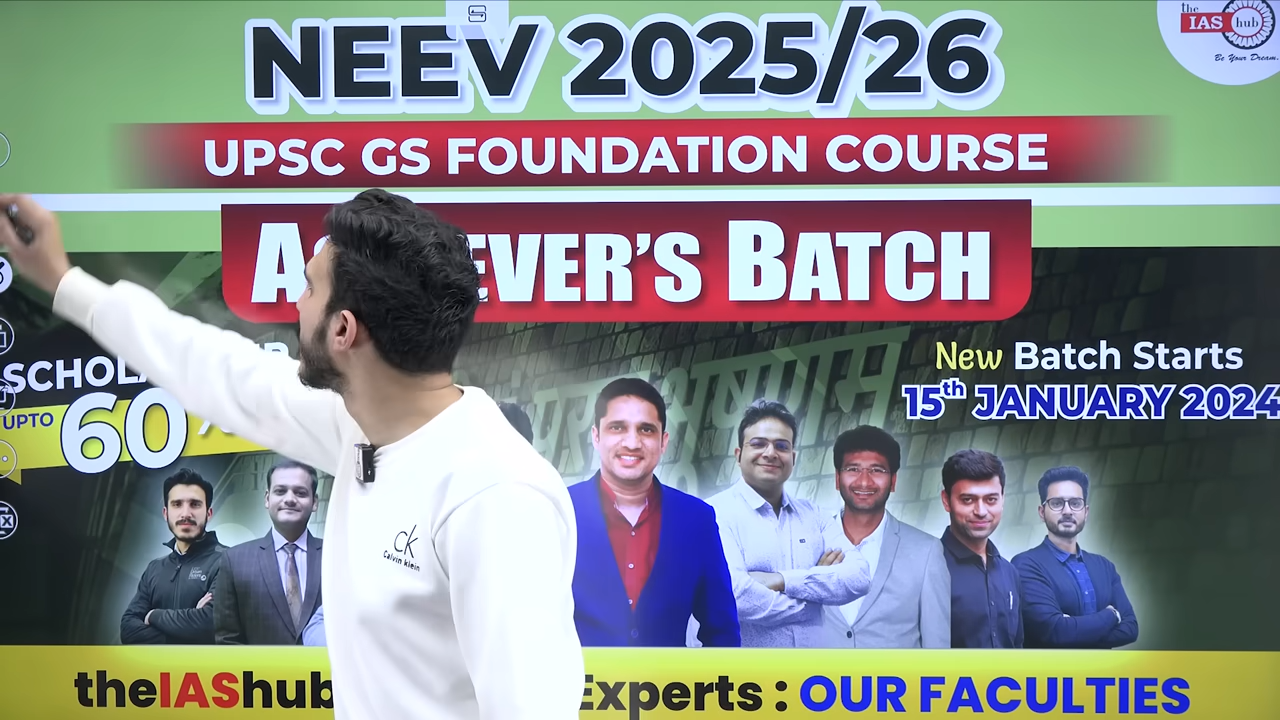 NEEV 2025/26
the
IAS hub
Be Your Dream.
UPSC GS FOUNDATION COURSE
EVER'S BATCH
New Batch Starts
15th JANUARY 2024
UPTO
60%
CK
Calvin klein
theIAShub
Experts : OUR FACULTIES